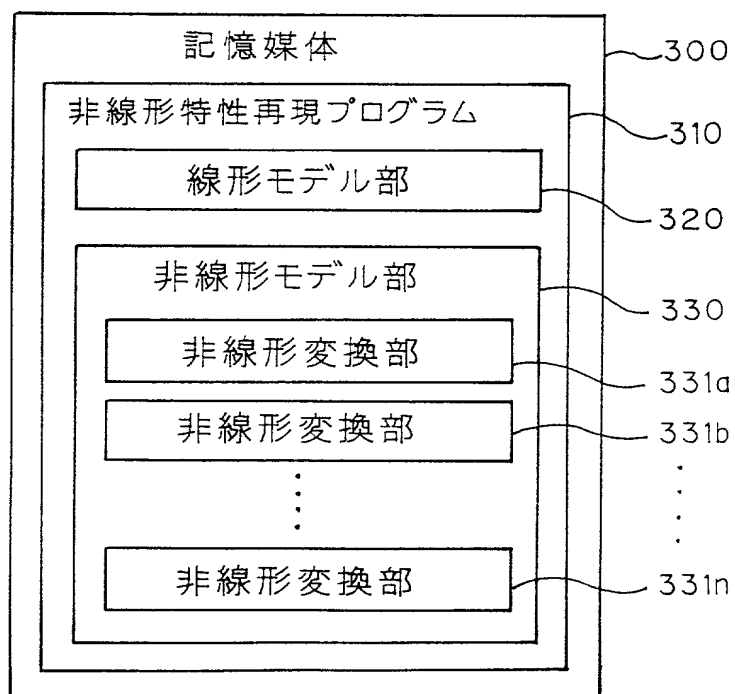 記憶媒体
300
非線形特性再現プログラム
310
線形モデル部
320
非線形モデル部
330
非線形変換部
331a
非線形変換部
331b
非線形変換部
331n